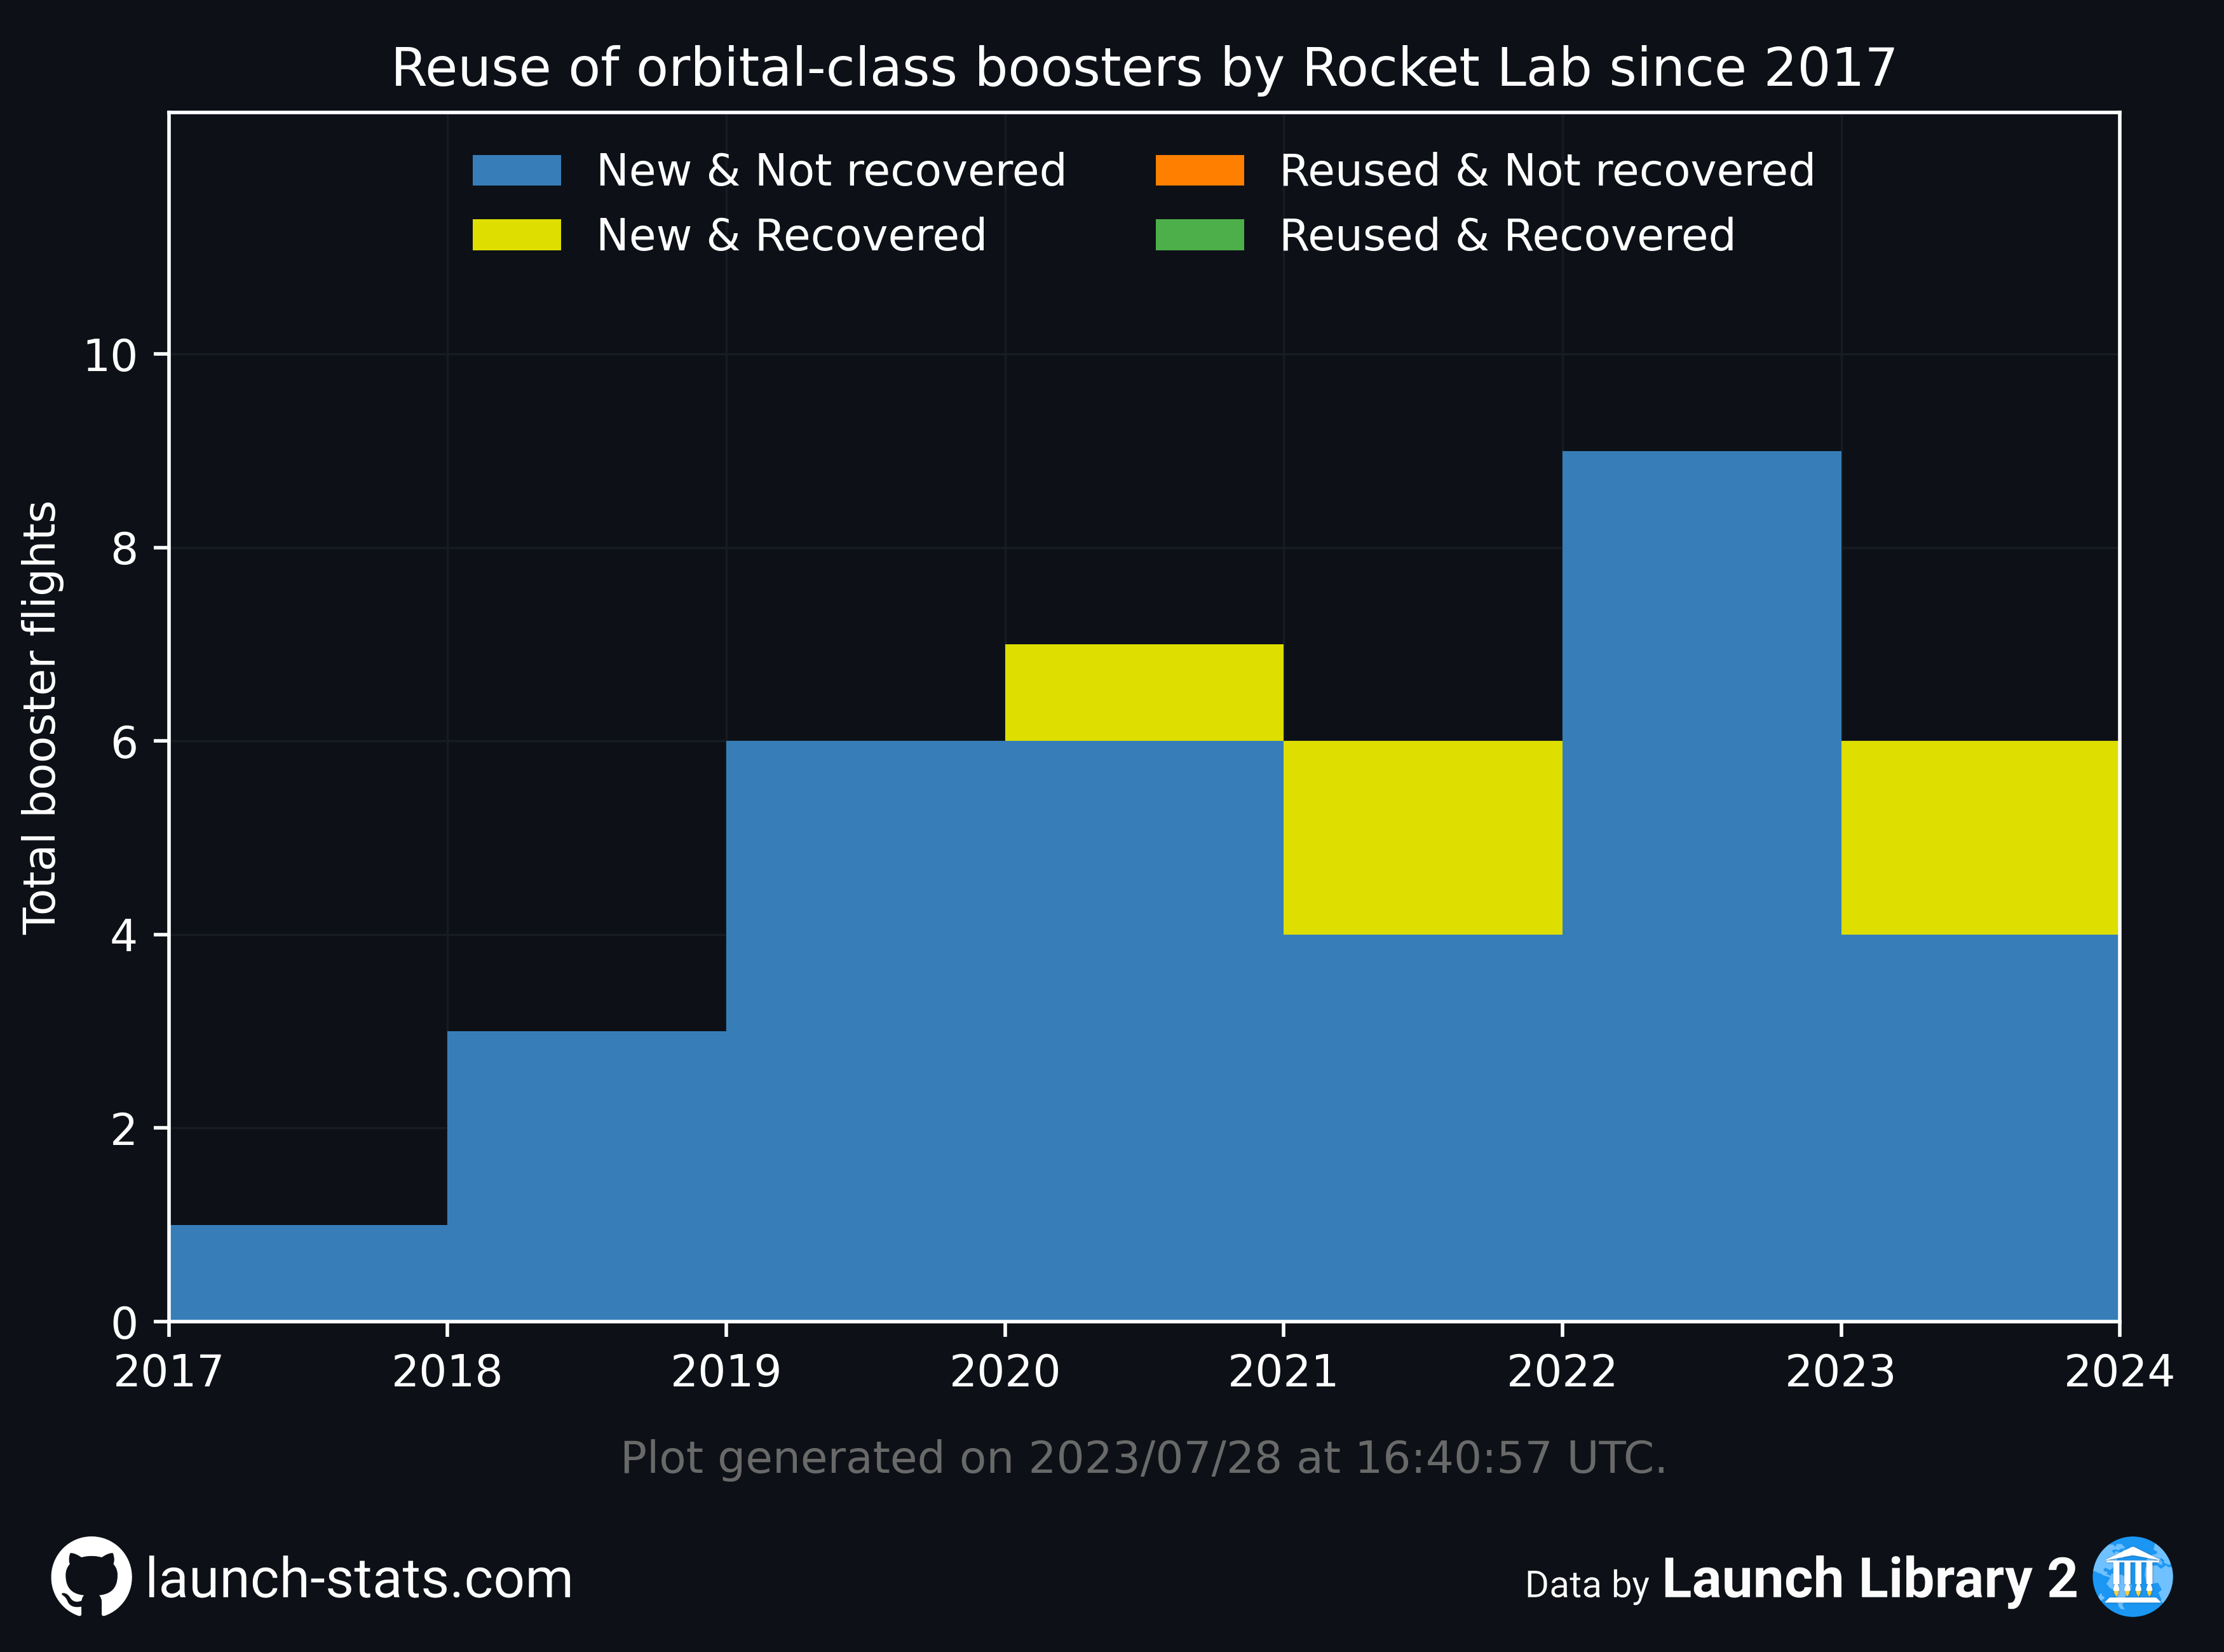 Reuse of orbital-class boosters by Rocket Lab since 2017
New & Not recovered
New & Recovered
Reused & Not recovered
Reused & Recovered
Total booster flights
10
8
6
4
2
0
2017 2018 2019 2020 2021 2022 2023 2024
Plot generated on 2023/07/28 at 16:40:57 UTC.
launch-stats.com
Data by Launch Library 2